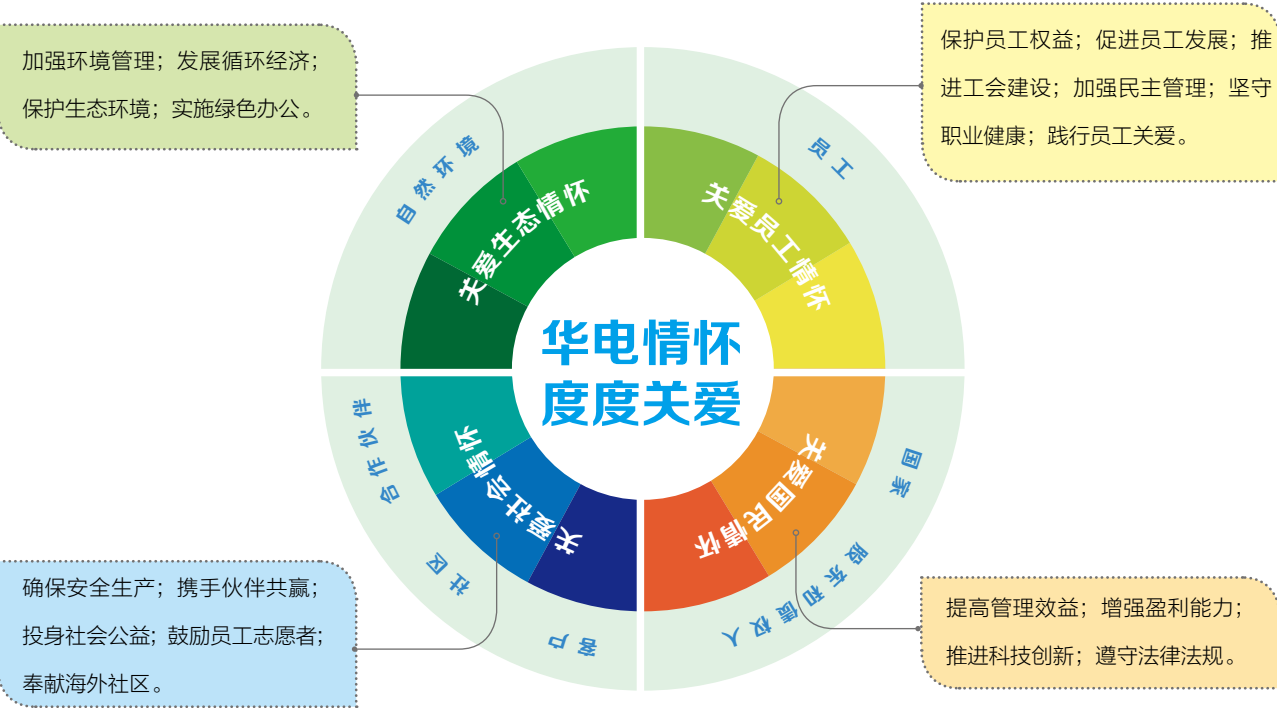 加强环境管理；发展循环经济；
保护生态环境；实施绿色办公。
保护员工权益；促进员工发展；推
进工会建设；加强民主管理；坚守
职业健康；践行员工关爱。
自然环境
员工
关爱生态情怀
关爱员工情怀
华电情怀
度度关爱
合作伙伴
社区
客户
关爱社会情怀
关爱国民情怀
国家
股东和债权人
确保安全生产；携手伙伴共赢；
投身社会公益；鼓励员工志愿者；
奉献海外社区。
提高管理效益；增强盈利能力；
推进科技创新；遵守法律法规。